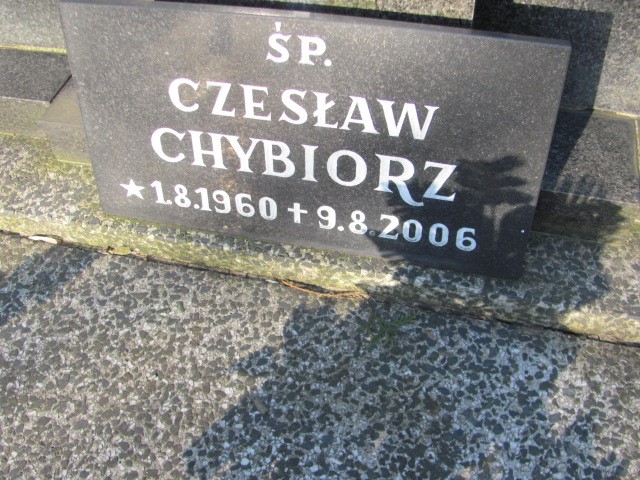 ŚP.
CZESŁAW
CHYBIORZ
★1.8.1960 + 9.8.2006